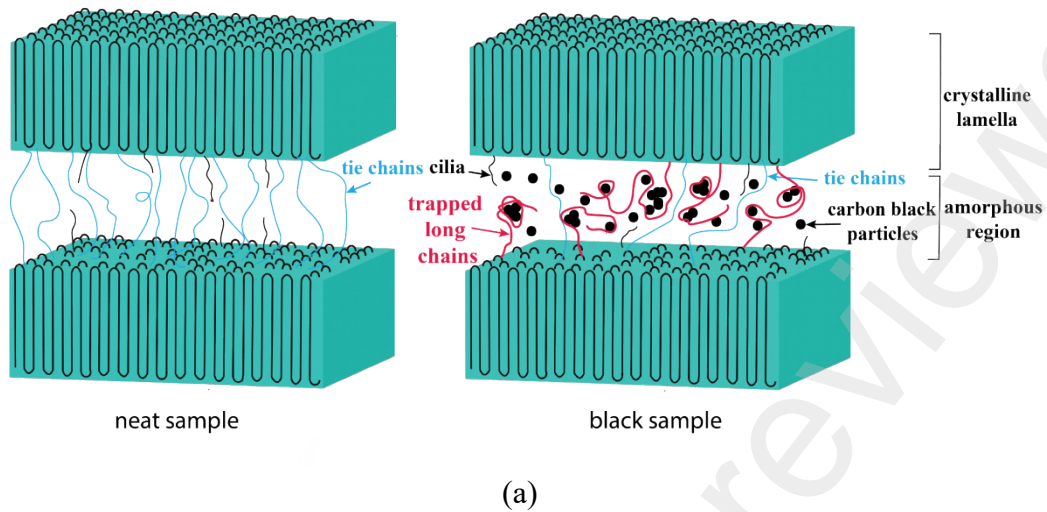 crystalline
lamella
tie chains cilia
tie chains
trapped
long
chains
carbon black
particles
amorphous
region
neat sample
black sample
(a)
review